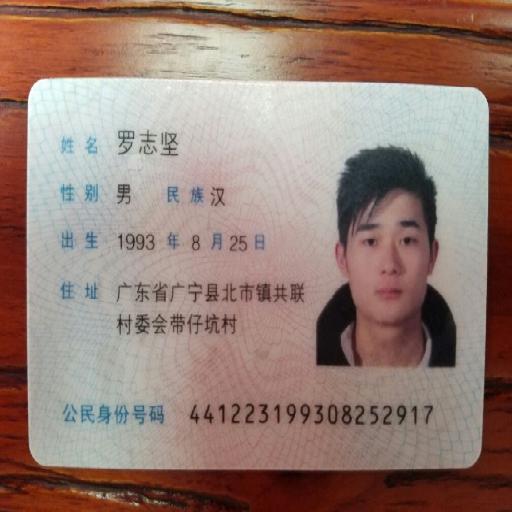 姓名 罗志坚
性别 男 民族 汉
出生 1993 年 8 月 25 日
住址 广东省广宁县北市镇共联
村委会带仔坑村
公民身份号码 441223199308252917